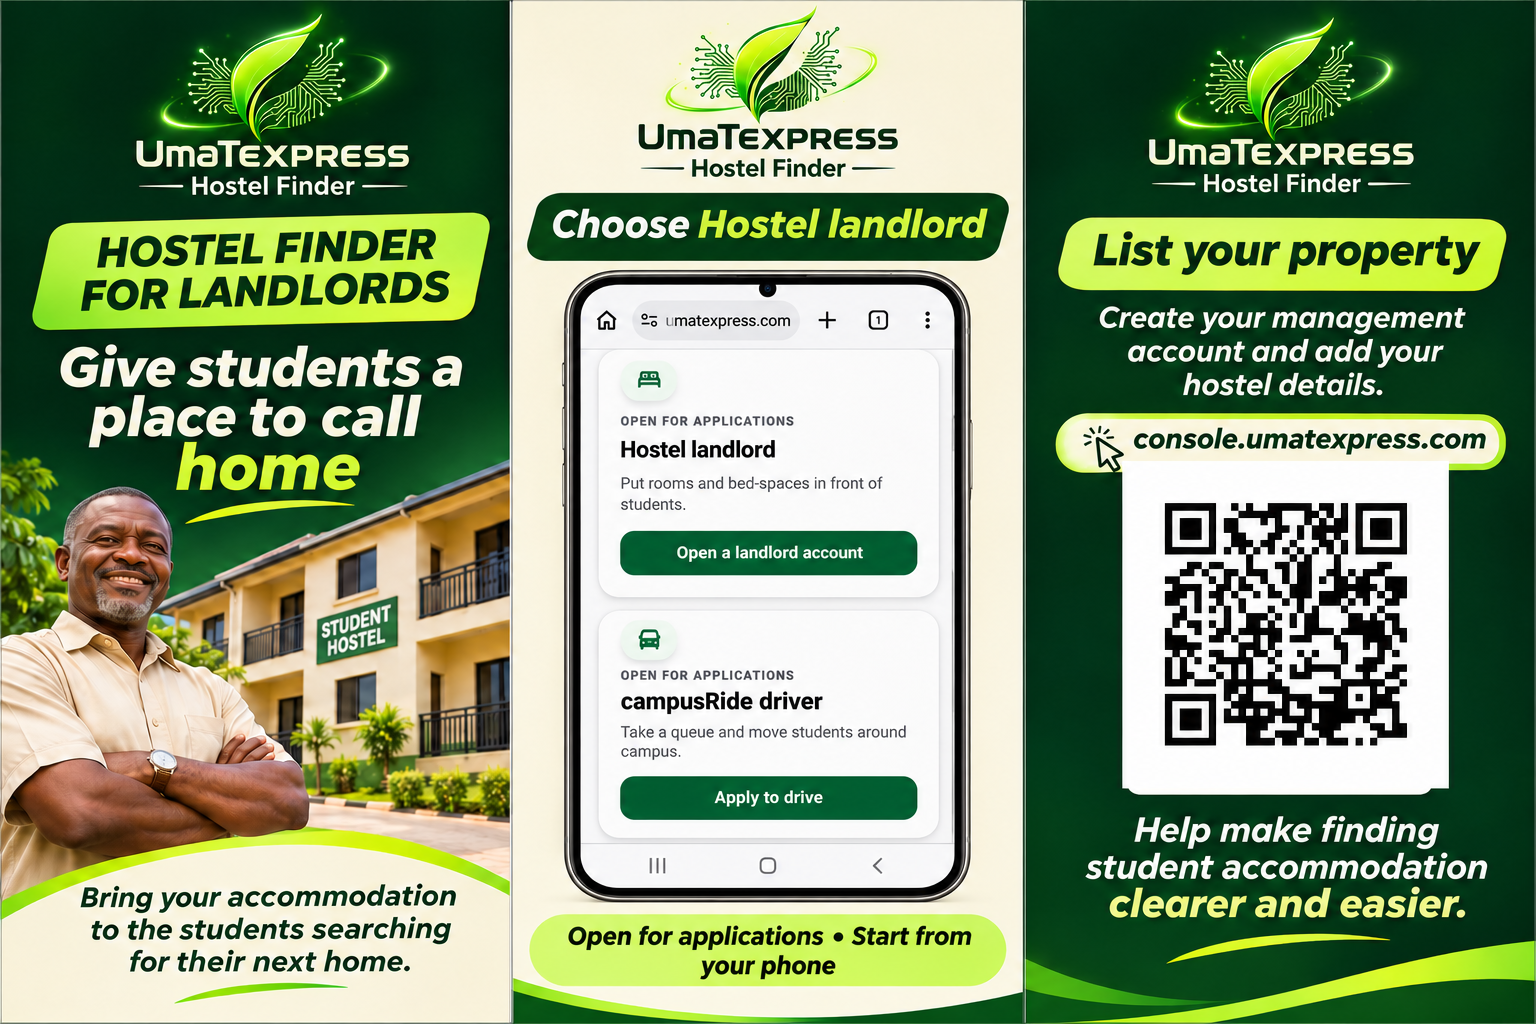 UMATEXPRESS
Hostel Finder
HOSTEL FINDER
FOR LANDLORDS
Give students a
place to call
home
STUDENT
HOSTEL
Bring your accommodation
to the students searching
for their next home.
UMATEXPRESS
Hostel Finder
Choose Hostel landlord
umatexpress.com
1
OPEN FOR APPLICATIONS
Hostel landlord
Put rooms and bed-spaces in front of
students.
Open a landlord account
OPEN FOR APPLICATIONS
campusRide driver
Take a queue and move students around
campus.
Apply to drive
Open for applications • Start from
your phone
UMATEXPRESS
Hostel Finder
List your property
Create your management
account and add your
hostel details.
console.umatexpress.com
Help make finding
student accommodation
clearer and easier.